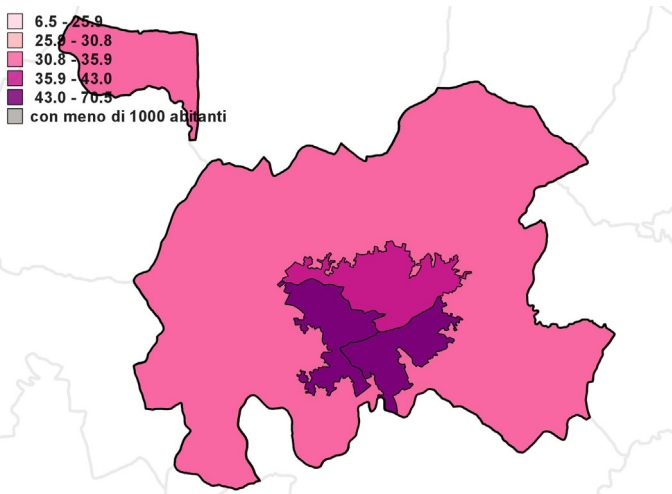 6.5 - 25.9
25.9 - 30.8
30.8 - 35.9
35.9 - 43.0
43.0 - 70.5
con meno di 1000 abitanti